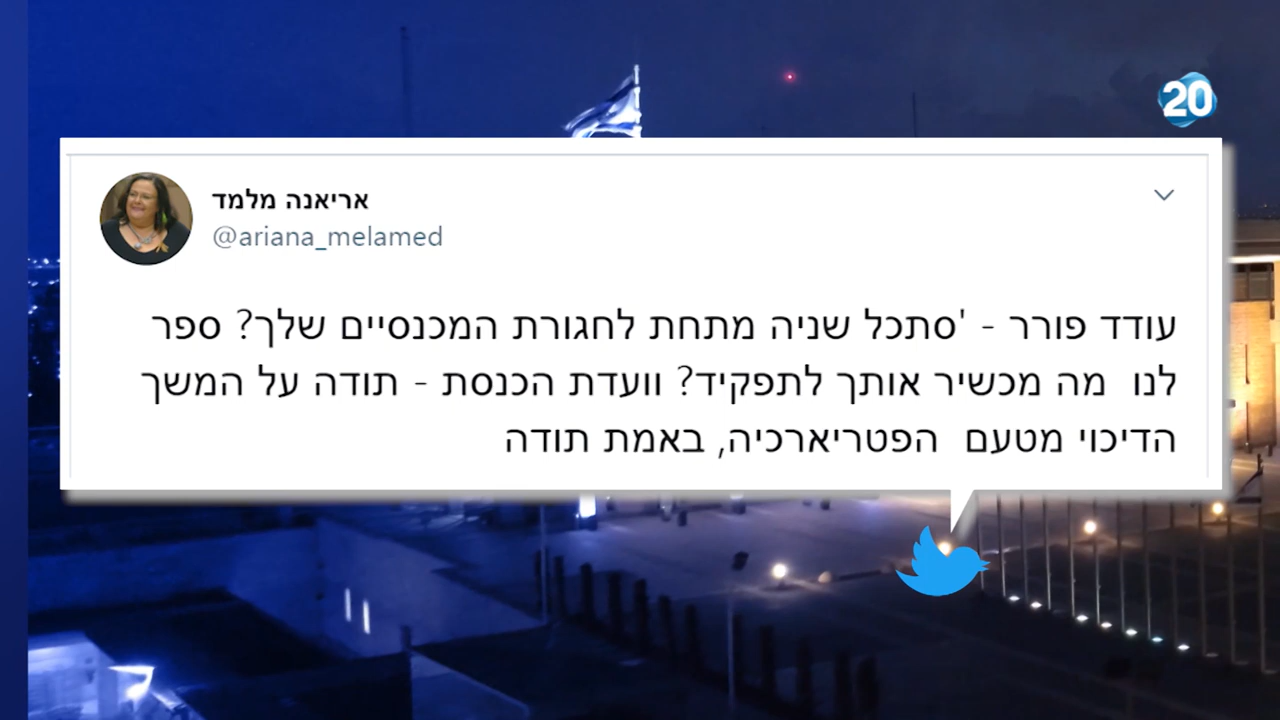 20
אריאנה מלמד
@ariana_melamed
עודד פורר - 'סתכל שניה מתחת לחגורת המכנסיים שלך? ספר
לנו מה מכשיר אותך לתפקיד? וועדת הכנסת - תודה על המשך
הדיכוי מטעם הפטריארכיה, באמת תודה